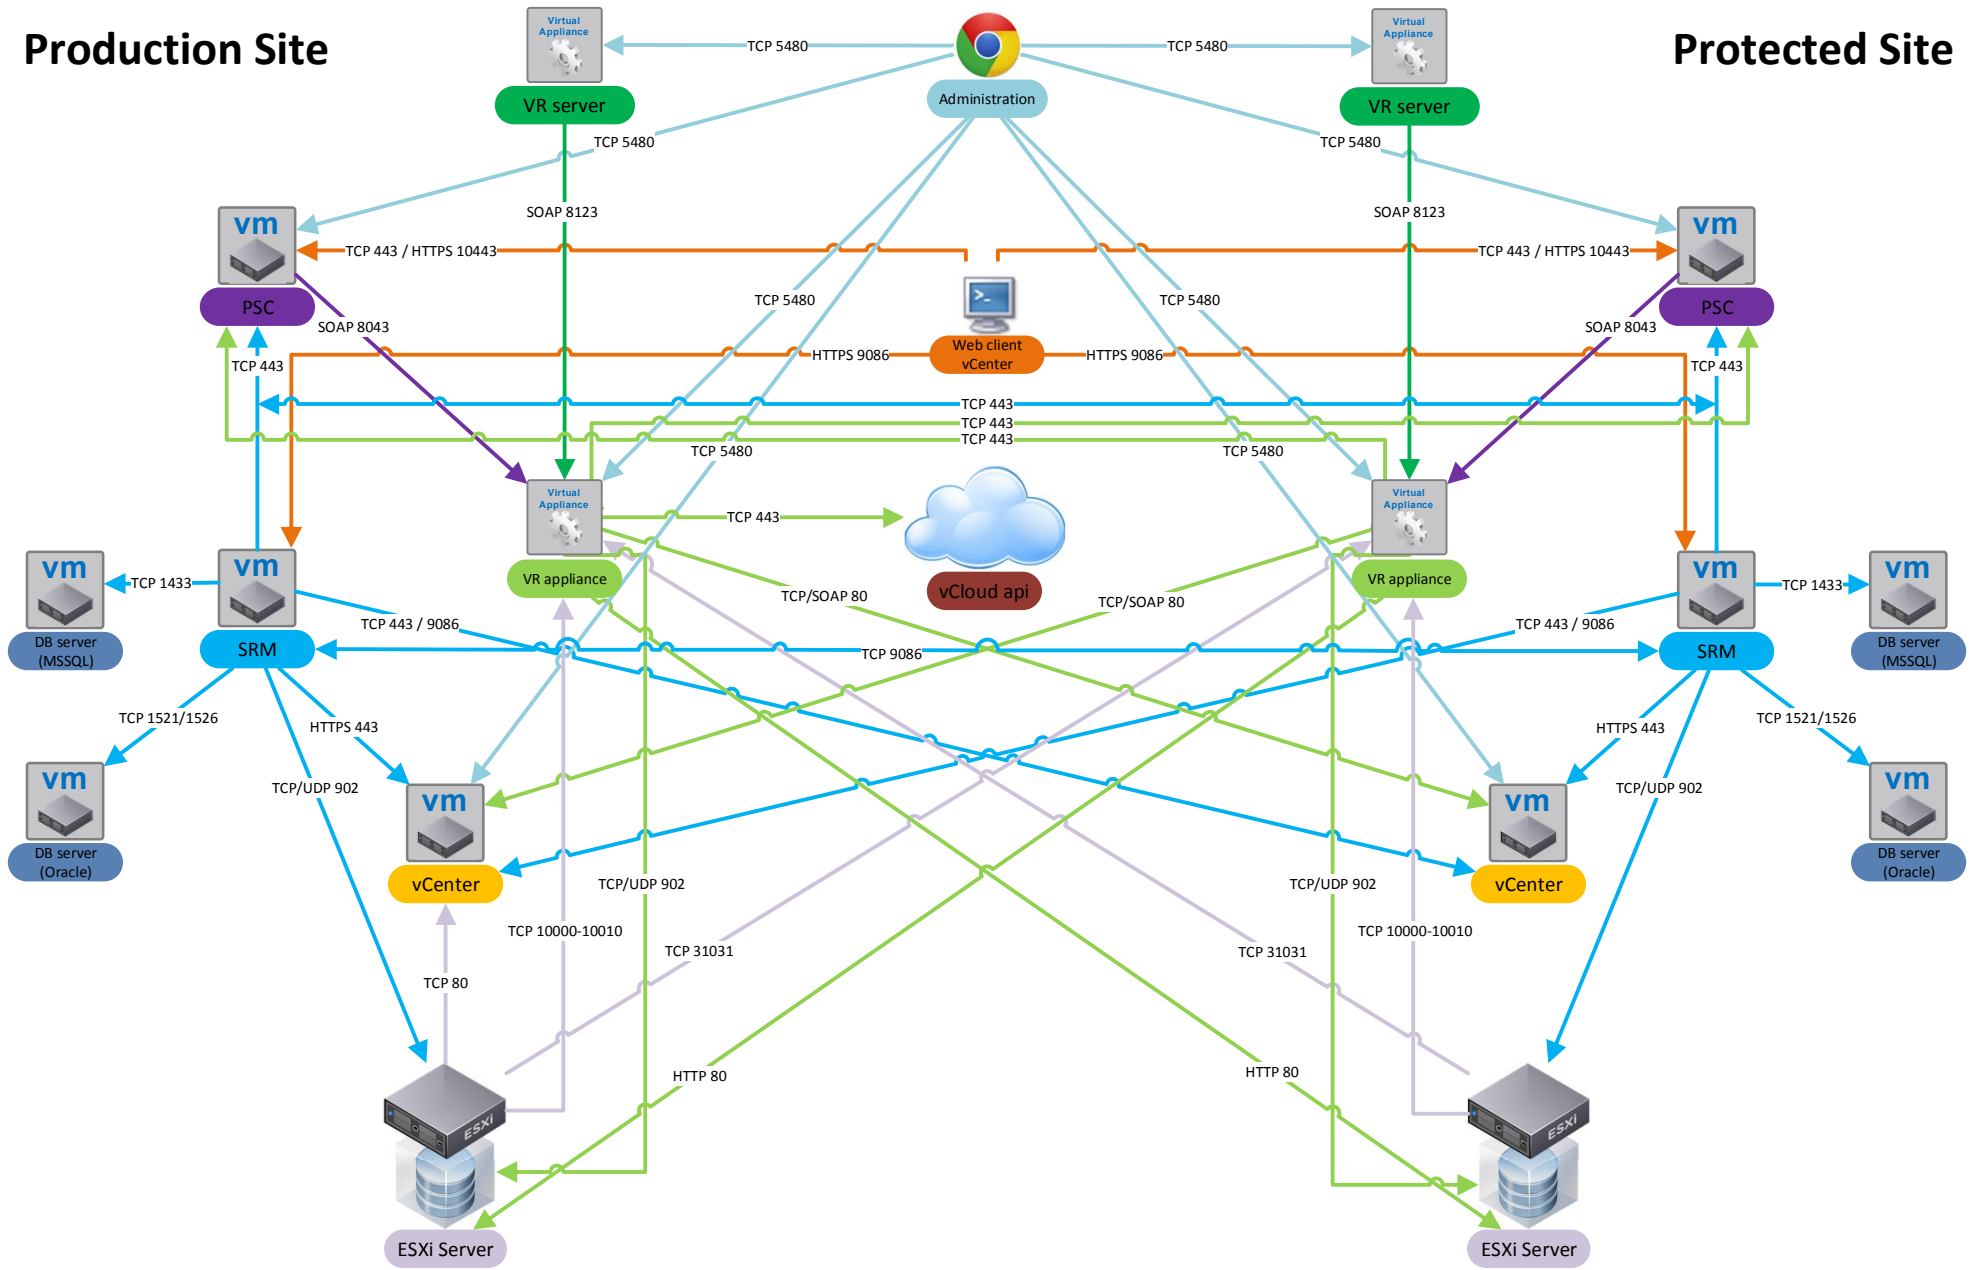 Production Site
Protected Site
Virtual
Appliance
VR server
TCP 5480
Administration
TCP 5480
Virtual
Appliance
VR server
TCP 5480
TCP 5480
vm
PSC
SOAP 8123
SOAP 8123
vm
PSC
TCP 443 / HTTPS 10443
TCP 443 / HTTPS 10443
TCP 5480
TCP 5480
SOAP 8043
SOAP 8043
Web client
vCenter
HTTPS 9086
HTTPS 9086
TCP 443
TCP 443
TCP 443
TCP 443
TCP 443
TCP 5480
TCP 5480
Virtual
Appliance
VR appliance
TCP 443
vCloud api
Virtual
Appliance
VR appliance
vm
DB server
(MSSQL)
TCP 1433
vm
SRM
TCP 443 / 9086
TCP/SOAP 80
TCP/SOAP 80
TCP 443 / 9086
vm
SRM
TCP 1433
vm
DB server
(MSSQL)
TCP 9086
TCP 1521/1526
HTTPS 443
HTTPS 443
TCP 1521/1526
vm
DB server
(Oracle)
TCP/UDP 902
vm
vCenter
vm
vCenter
TCP/UDP 902
vm
DB server
(Oracle)
TCP/UDP 902
TCP/UDP 902
TCP 10000-10010
TCP 10000-10010
TCP 31031
TCP 31031
TCP 80
HTTP 80
HTTP 80
ESXi
ESXi Server
ESXi
ESXi Server